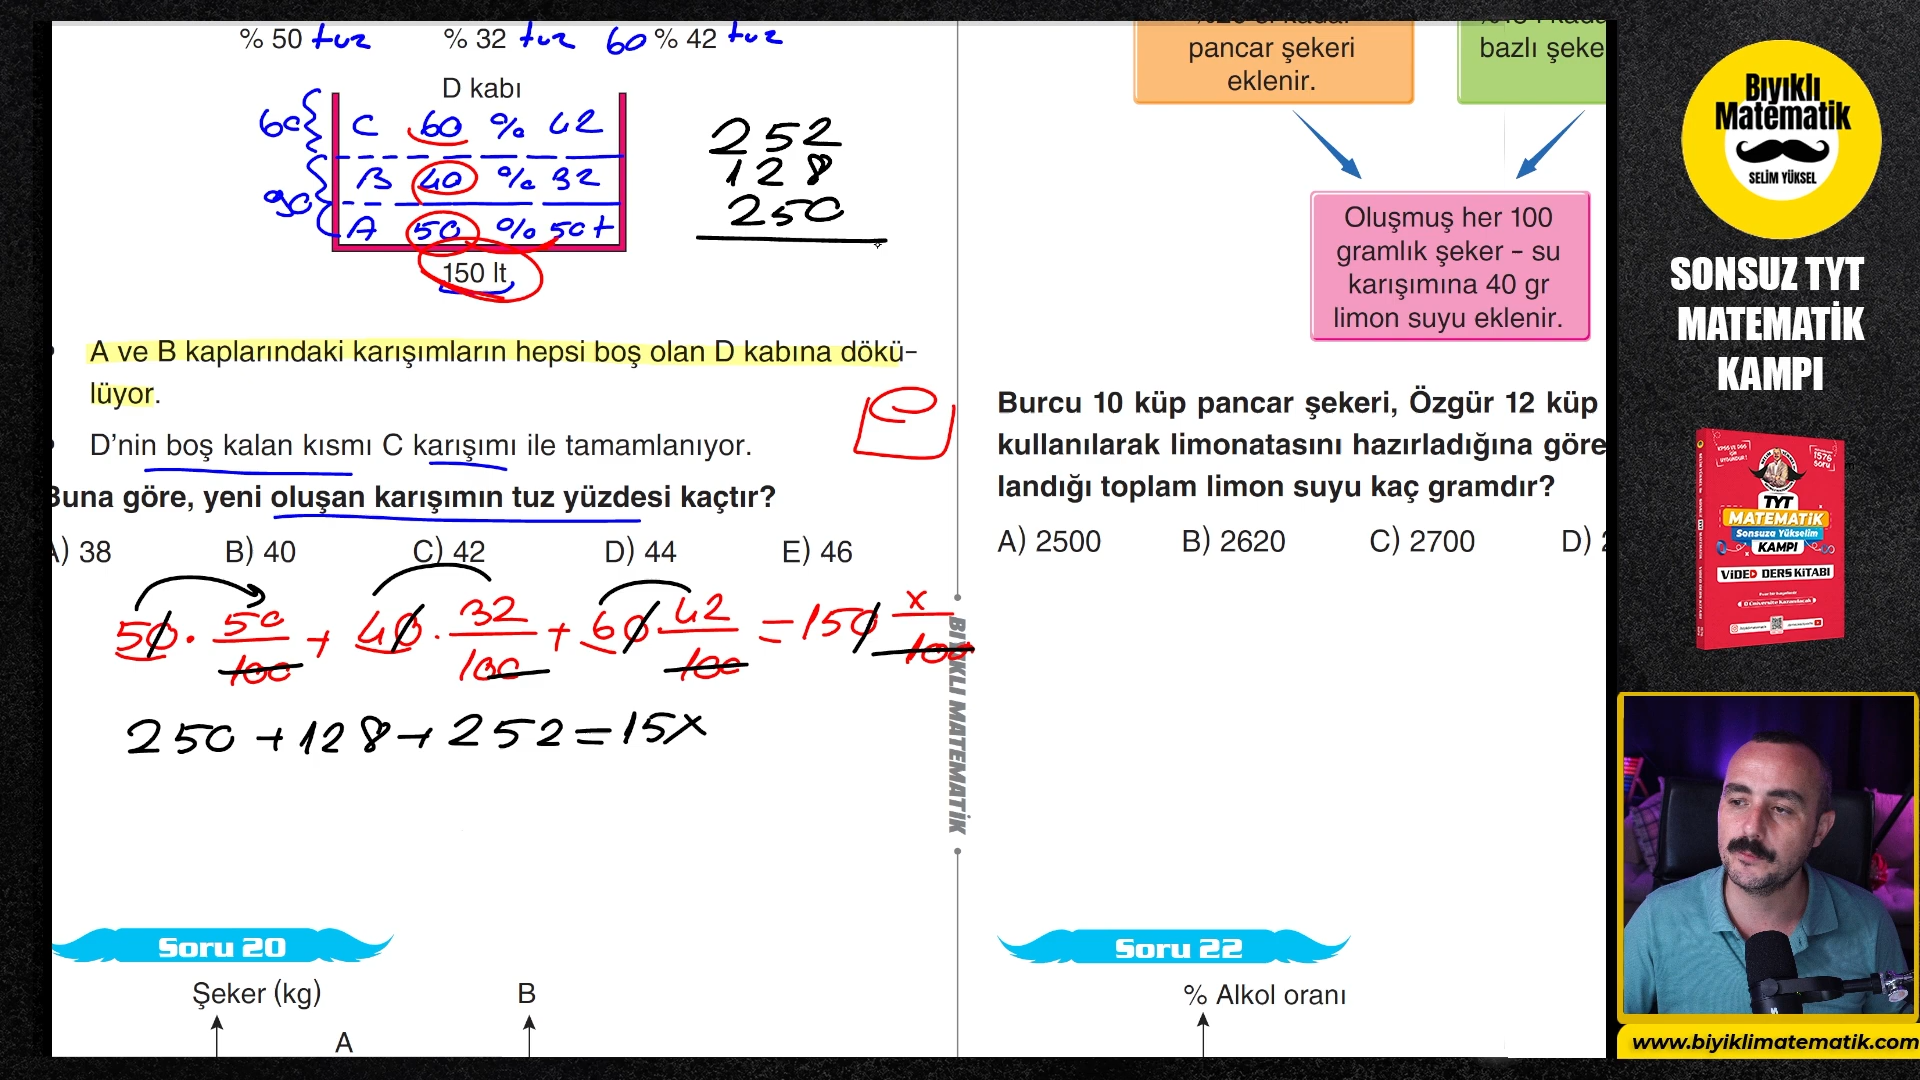 % 50 tuz % 32 tuz 60 % 42 tuz
D kabı
60 C 60 % 42
B 40 % 32
90 A 50 % 50 t
150 lt
252
128
250
A ve B kaplarındaki karışımların hepsi boş olan D kabına dökü-
lüyor.
D’nin boş kalan kısmı C karışımı ile tamamlanıyor.
Buna göre, yeni oluşan karışımın tuz yüzdesi kaçtır?
A) 38 B) 40 C) 42 D) 44 E) 46
50 . 50/100 + 40 . 32/100 + 60 . 42/100 = 150 x/100
250 + 128 + 252 = 15x
Soru 20
Şeker (kg) B
A
BIYIKLI MATEMATİK
pancar şekeri
eklenir.
bazlı şeke
Oluşmuş her 100
gramlık şeker – su
karışımına 40 gr
limon suyu eklenir.
Burcu 10 küp pancar şekeri, Özgür 12 küp
kullanılarak limonatasını hazırladığına göre
landığı toplam limon suyu kaç gramdır?
A) 2500 B) 2620 C) 2700 D)
Soru 22
% Alkol oranı
Bıyıklı
Matematik
SELİM YÜKSEL
SONSUZ TYT
MATEMATİK
KAMPI
1576
TYT
MATEMATİK
Sonsuza Yükselim
KAMPI
VİDEO DERS KİTABI
www.biyiklimatematik.com